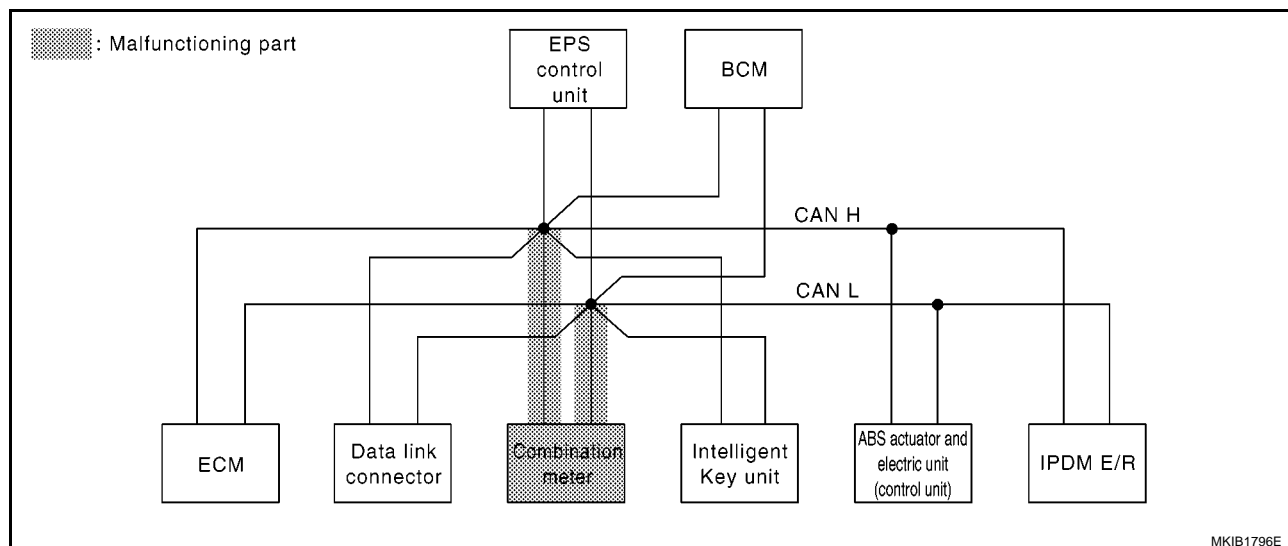 : Malfunctioning part
EPS
control
unit
BCM
CAN H
CAN L
ECM
Data link
connector
Combination
meter
Intelligent
Key unit
ABS actuator and
electric unit
(control unit)
IPDM E/R
MKIB1796E